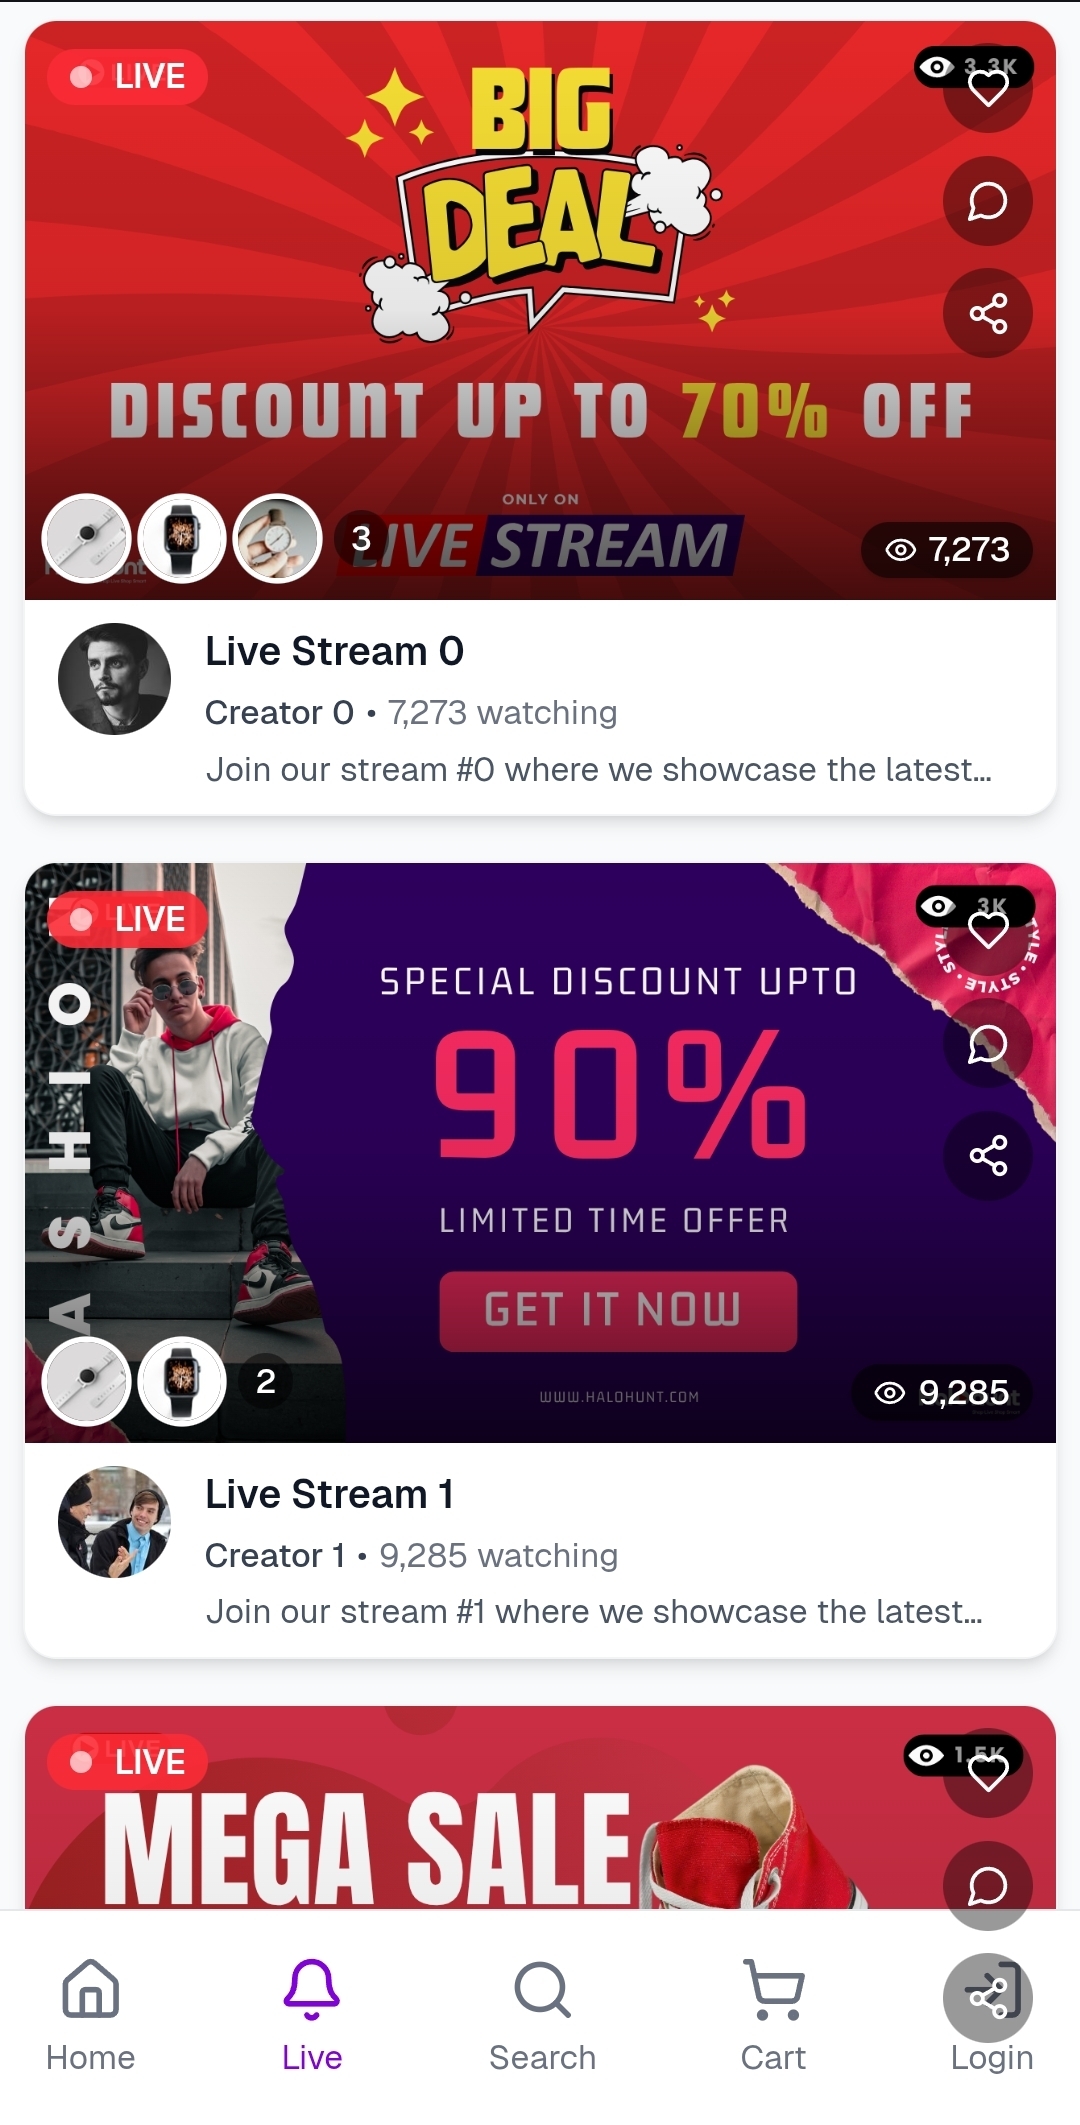 LIVE
3.3K
BIG
DEAL
DISCOUNT UP TO 70% OFF
ONLY ON
LIVE STREAM
3
7,273
Live Stream 0
Creator 0 • 7,273 watching
Join our stream #0 where we showcase the latest...
LIVE
3K
STYLE • STYLE
FASHION
SPECIAL DISCOUNT UPTO
90%
LIMITED TIME OFFER
GET IT NOW
WWW.HALOHUNT.COM
2
9,285
Live Stream 1
Creator 1 • 9,285 watching
Join our stream #1 where we showcase the latest...
LIVE
1.5K
MEGA SALE
Home
Live
Search
Cart
Login